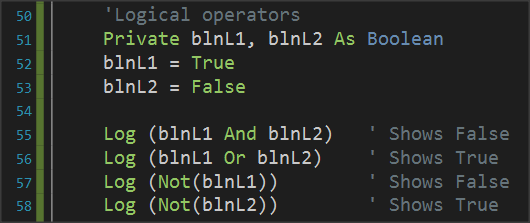 50 'Logical operators
51 Private blnL1, blnL2 As Boolean
52 blnL1 = True
53 blnL2 = False
54
55 Log (blnL1 And blnL2) ' Shows False
56 Log (blnL1 Or blnL2) ' Shows True
57 Log (Not(blnL1)) ' Shows False
58 Log (Not(blnL2)) ' Shows True